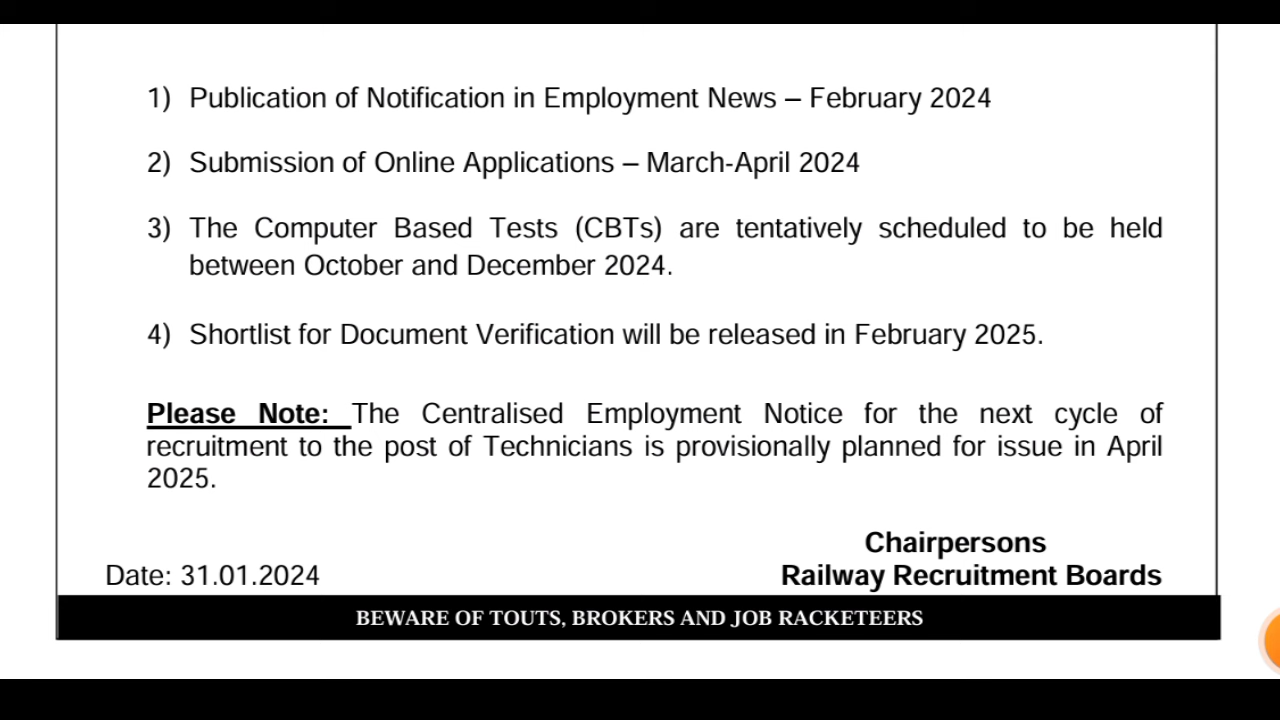 1) Publication of Notification in Employment News – February 2024
2) Submission of Online Applications – March-April 2024
3) The Computer Based Tests (CBTs) are tentatively scheduled to be held
between October and December 2024.
4) Shortlist for Document Verification will be released in February 2025.
Please Note: The Centralised Employment Notice for the next cycle of
recruitment to the post of Technicians is provisionally planned for issue in April
2025.
Chairpersons
Date: 31.01.2024 Railway Recruitment Boards
BEWARE OF TOUTS, BROKERS AND JOB RACKETEERS